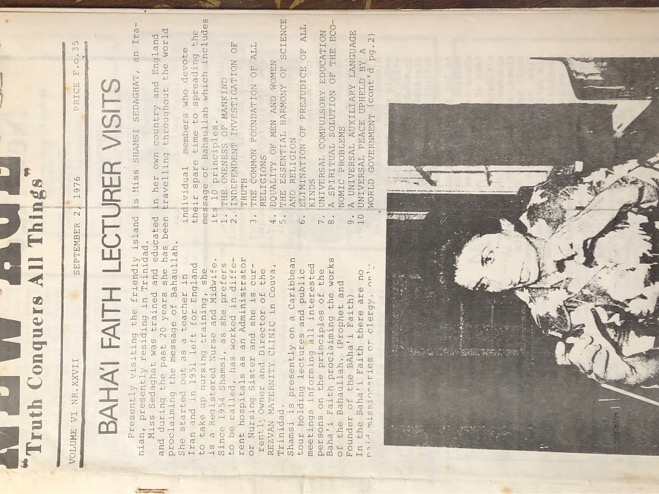 NEW AGE
"Truth Conquers All Things"
VOLUME VI NR.XXVII SEPTEMBER 2, 1976 PRICE F.0,35
BAHA'I FAITH LECTURER VISITS
Presently visiting the friendly island is Miss SHAMSI SEDAGHAT, an Ira-
nian, presently residing in Trinidad.
Miss Sedaghat was trained and educated in her own country and England
and during the past 20 years she has been travelling throughout the world
proclaiming the message of Bahaullah.
She started out as a teacher in
Iran and in 1951 left for England
to take up nursing training, she
is a Registered Nurse and Midwife.
Since 1954 Shamsi, as she prefers
to be called, has worked in diffe-
rent hospitals as an Administrator
or Nursing Sister and she is cur-
rently Owner and Director of the
REZVAN MATERNITY CLINIC in Couva,
Trinidad.
Shamsi is presently on a Caribbean
tour holding lectures and public
meetings informing all interested
persons on the principles of the
Baha'i Faith proclaiming the works
of the Bahaullah, (Prophet and
Founder of the BAHai Faith)
In the Baha'i Faith there are no
paid missionaries or clergy, only
individual members who devote
their spare time to spreading the
message of Bahaullah which includes
its principles.
1. THE ONENESS OF MANKIND
2. INDEPENDENT INVESTIGATION OF
TRUTH
3. THE COMMON FOUNDATION OF ALL
RELIGIONS
4. EQUALITY OF MEN AND WOMEN
5. THE ESSENTIAL HARMONY OF SCIENCE
AND RELIGION
6. ELIMINATION OF PREJUDICE OF ALL
KINDS
7. UNIVERSAL COMPULSORY EDUCATION
8. A SPIRITUAL SOLUTION OF THE ECO-
NOMIC PROBLEMS
9. A UNIVERSAL AUXILIARY LANGUAGE
10 UNIVERSAL PEACE UPHELD BY A
WORLD GOVERNMENT (cont'd pg.2)